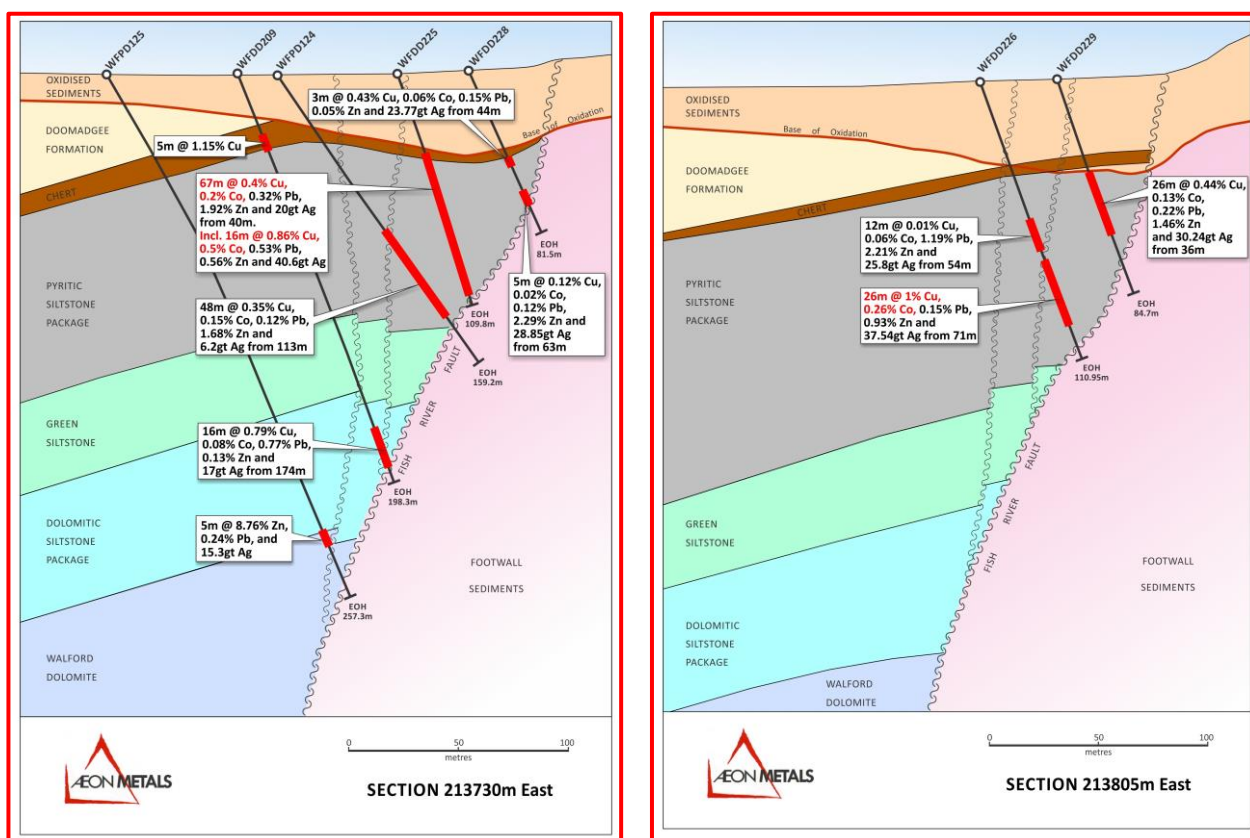 WFPD125
WFDD209
WFPD124
WFDD225
WFDD228
OXIDISED
SEDIMENTS
3m @ 0.43% Cu, 0.06% Co, 0.15% Pb,
0.05% Zn and 23.77gt Ag from 44m
Base of Oxidation
DOOMADGEE
FORMATION
5m @ 1.15% Cu
CHERT
67m @ 0.4% Cu,
0.2% Co, 0.32% Pb,
1.92% Zn and 20gt Ag
from 40m.
Incl. 16m @ 0.86% Cu,
0.5% Co, 0.53% Pb,
0.56% Zn and 40.6gt Ag
EOH
81.5m
5m @ 0.12% Cu,
0.02% Co,
0.12% Pb,
2.29% Zn and
28.85gt Ag
from 63m
PYRITIC
SILTSTONE
PACKAGE
48m @ 0.35% Cu,
0.15% Co, 0.12% Pb,
1.68% Zn and
6.2gt Ag from 113m
EOH
109.8m
EOH
159.2m
FISH RIVER FAULT
GREEN
SILTSTONE
16m @ 0.79% Cu,
0.08% Co, 0.77% Pb,
0.13% Zn and
17gt Ag from 174m
EOH
198.3m
DOLOMITIC
SILTSTONE
PACKAGE
5m @ 8.76% Zn,
0.24% Pb, and
15.3gt Ag
EOH
257.3m
FOOTWALL
SEDIMENTS
WALFORD
DOLOMITE
ÆON METALS
0 50 100
metres
SECTION 213730m East
WFDD226
WFDD229
OXIDISED
SEDIMENTS
Base of Oxidation
DOOMADGEE
FORMATION
CHERT
26m @ 0.44% Cu,
0.13% Co,
0.22% Pb,
1.46% Zn
and 30.24gt Ag
from 36m
12m @ 0.01% Cu,
0.06% Co, 1.19% Pb,
2.21% Zn and
25.8gt Ag from 54m
PYRITIC
SILTSTONE
PACKAGE
26m @ 1% Cu,
0.26% Co, 0.15% Pb,
0.93% Zn and
37.54gt Ag from 71m
EOH
84.7m
EOH
110.95m
FISH RIVER FAULT
GREEN
SILTSTONE
FOOTWALL
SEDIMENTS
DOLOMITIC
SILTSTONE
PACKAGE
WALFORD
DOLOMITE
ÆON METALS
0 50 100
metres
SECTION 213805m East